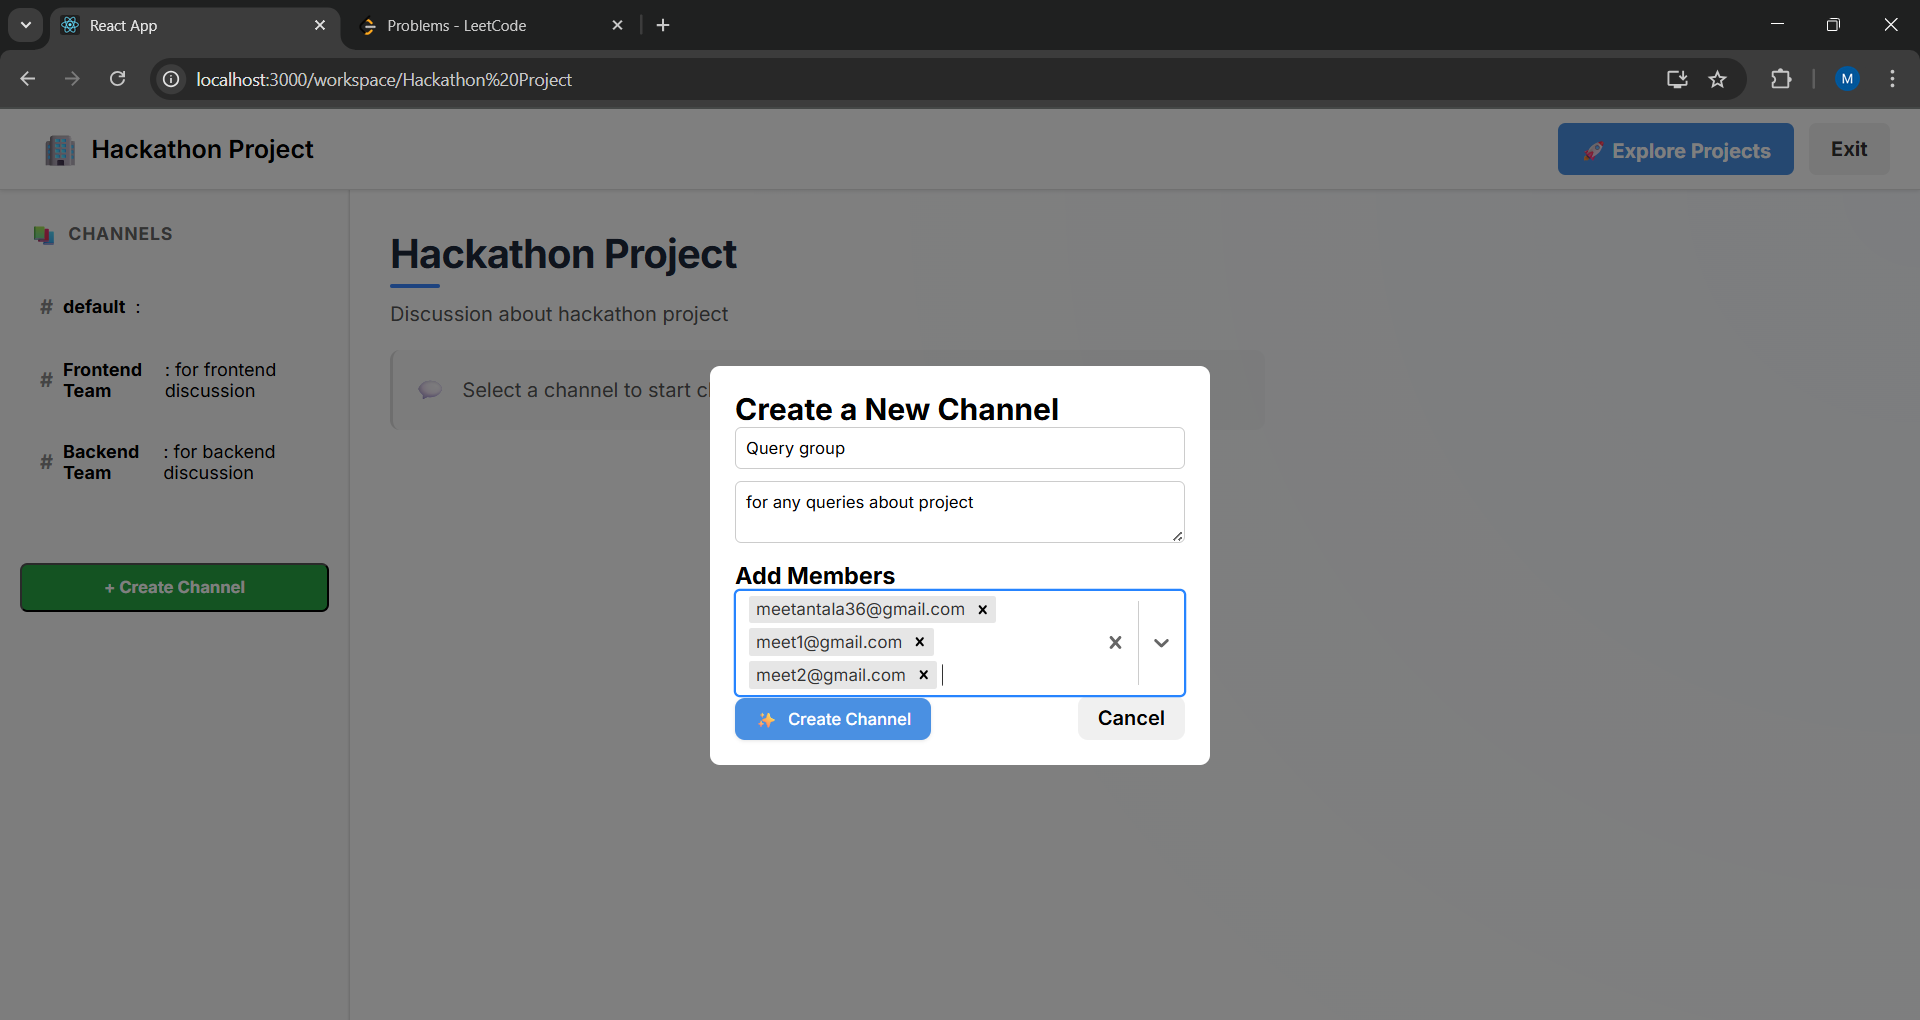 React App
Problems - LeetCode
localhost:3000/workspace/Hackathon%20Project
M
Hackathon Project
🚀 Explore Projects
Exit
CHANNELS
# default :
# Frontend Team : for frontend discussion
# Backend Team : for backend discussion
+ Create Channel
Hackathon Project
Discussion about hackathon project
Select a channel to start
Create a New Channel
Query group
for any queries about project
Add Members
meetantala36@gmail.com
meet1@gmail.com
meet2@gmail.com
✨ Create Channel
Cancel